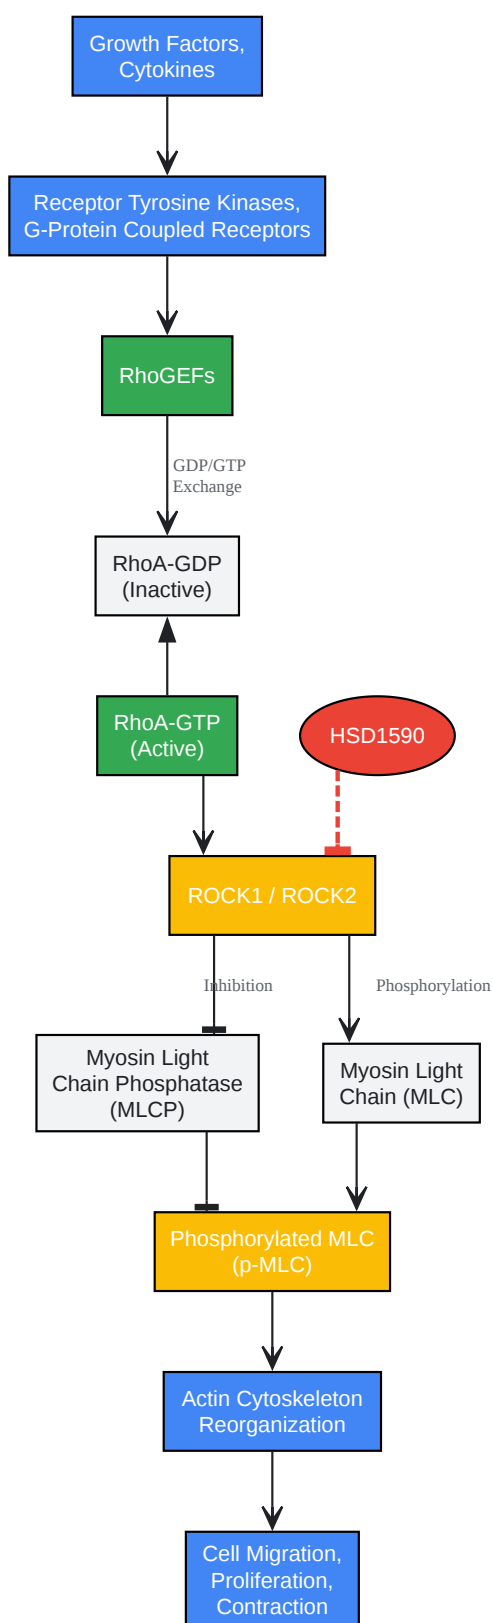 Growth Factors,
Cytokines
Receptor Tyrosine Kinases,
G-Protein Coupled Receptors
RhoGEFs
GDP/GTP
Exchange
RhoA-GDP
(Inactive)
RhoA-GTP
(Active)
HSD1590
ROCK1 / ROCK2
Inhibition
Phosphorylation
Myosin Light
Chain Phosphatase
(MLCP)
Myosin Light
Chain (MLC)
Phosphorylated MLC
(p-MLC)
Actin Cytoskeleton
Reorganization
Cell Migration,
Proliferation,
Contraction